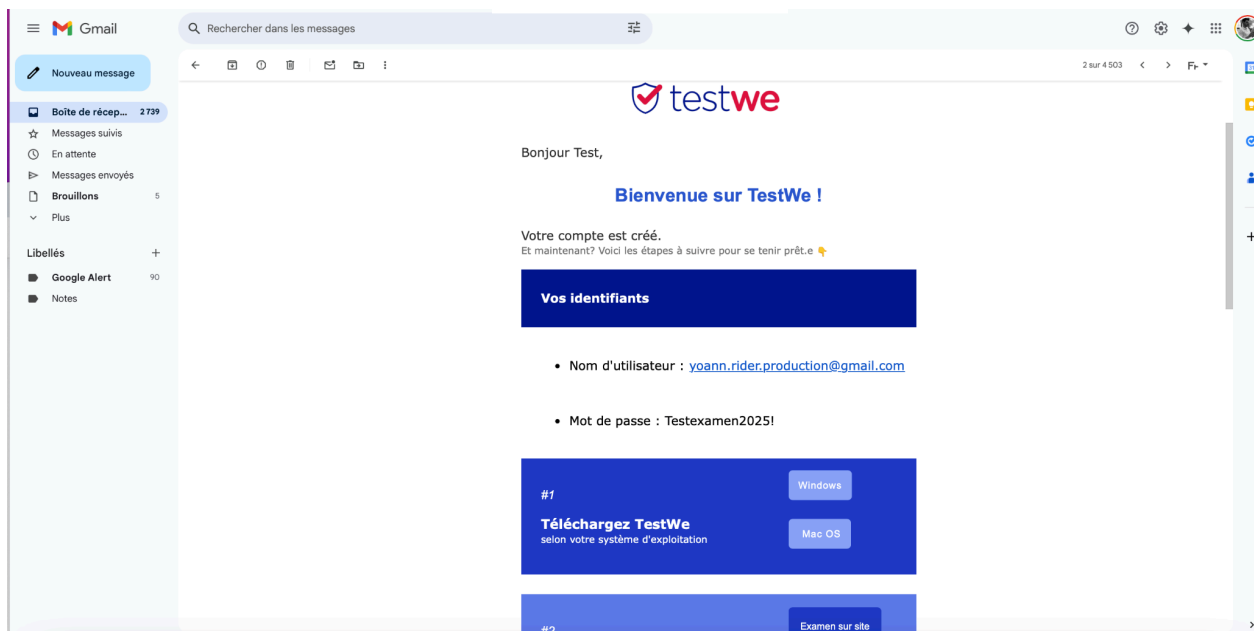 Gmail
Rechercher dans les messages
Nouveau message
2 sur 4 503
Fr
Boîte de récep... 2 739
Messages suivis
En attente
Messages envoyés
Brouillons 5
Plus
Libellés
Google Alert 90
Notes
testwe
Bonjour Test,
Bienvenue sur TestWe !
Votre compte est créé.
Et maintenant? Voici les étapes à suivre pour se tenir prêt.e 👇
Vos identifiants
• Nom d'utilisateur : yoann.rider.production@gmail.com
• Mot de passe : Testexamen2025!
#1
Téléchargez TestWe
selon votre système d'exploitation
Windows
Mac OS
#2
Examen sur site